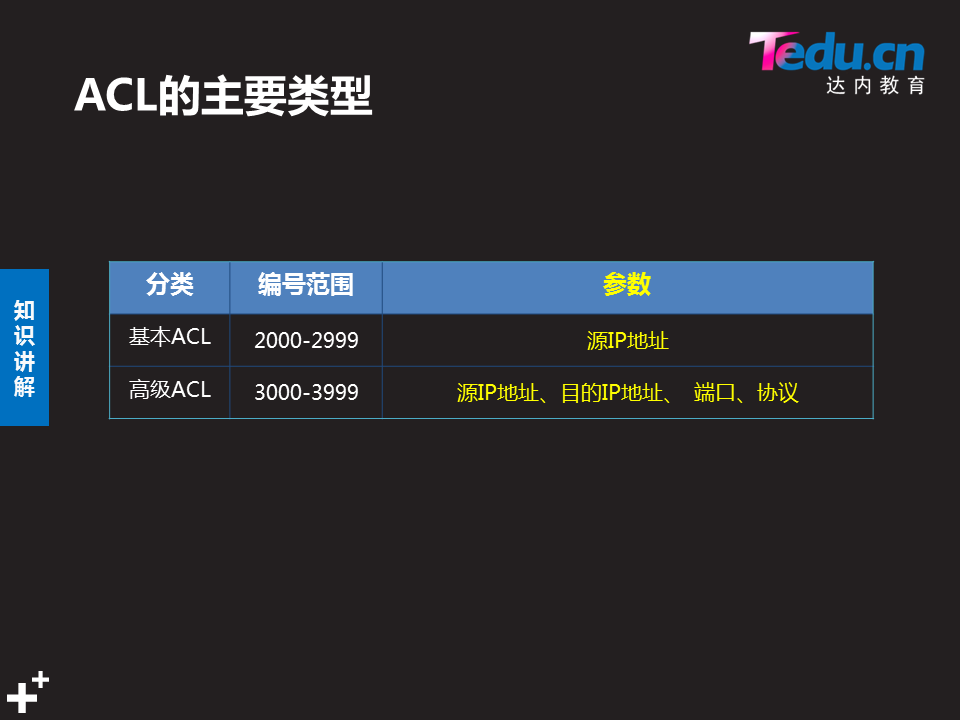 Tedu.cn
达内教育
ACL的主要类型
知识讲解
分类 编号范围 参数
基本ACL 2000-2999 源IP地址
高级ACL 3000-3999 源IP地址、目的IP地址、 端口、协议